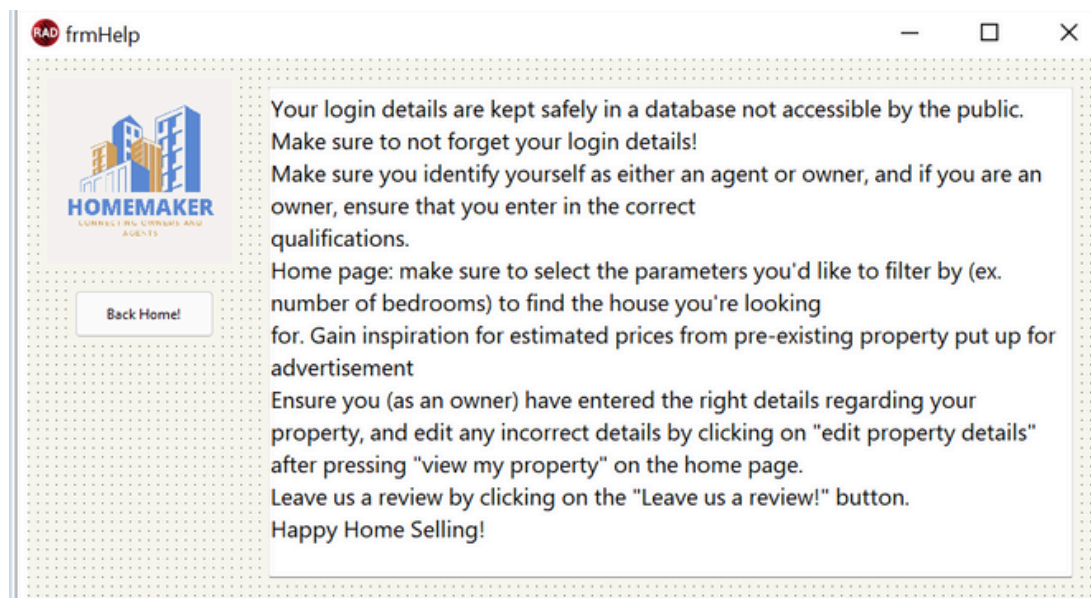 RAD frmHelp
HOMEMAKER
CONNECTING OWNERS AND
AGENTS
Back Home!
Your login details are kept safely in a database not accessible by the public.
Make sure to not forget your login details!
Make sure you identify yourself as either an agent or owner, and if you are an
owner, ensure that you enter in the correct
qualifications.
Home page: make sure to select the parameters you'd like to filter by (ex.
number of bedrooms) to find the house you're looking
for. Gain inspiration for estimated prices from pre-existing property put up for
advertisement
Ensure you (as an owner) have entered the right details regarding your
property, and edit any incorrect details by clicking on "edit property details"
after pressing "view my property" on the home page.
Leave us a review by clicking on the "Leave us a review!" button.
Happy Home Selling!